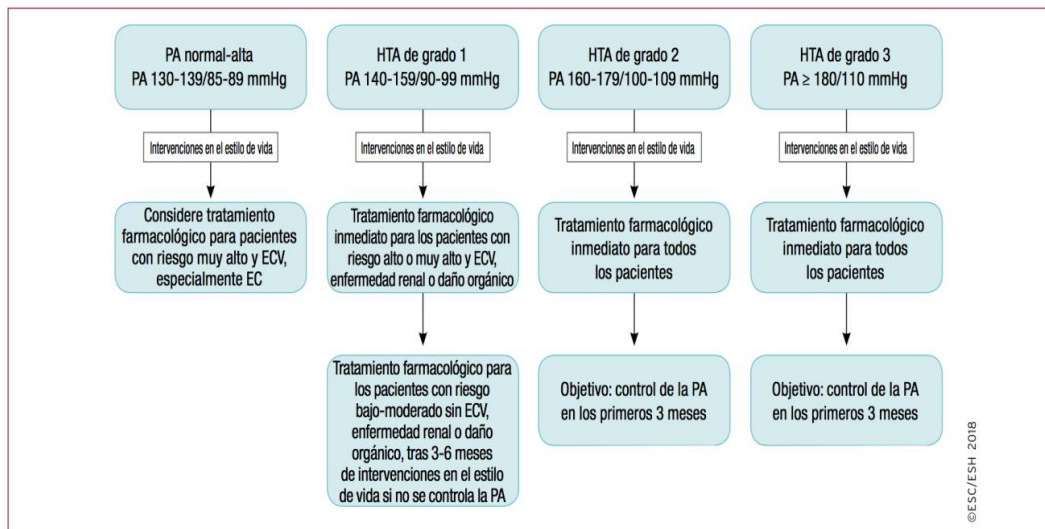 PA normal-alta
PA 130-139/85-89 mmHg
Intervenciones en el estilo de vida
Considere tratamiento
farmacológico para pacientes
con riesgo muy alto y ECV,
especialmente EC
HTA de grado 1
PA 140-159/90-99 mmHg
Intervenciones en el estilo de vida
Tratamiento farmacológico
inmediato para los pacientes con
riesgo alto o muy alto y ECV,
enfermedad renal o daño orgánico
Tratamiento farmacológico para
los pacientes con riesgo
bajo-moderado sin ECV,
enfermedad renal o daño
orgánico, tras 3-6 meses
de intervenciones en el estilo
de vida si no se controla la PA
HTA de grado 2
PA 160-179/100-109 mmHg
Intervenciones en el estilo de vida
Tratamiento farmacológico
inmediato para todos
los pacientes
Objetivo: control de la PA
en los primeros 3 meses
HTA de grado 3
PA ≥ 180/110 mmHg
Intervenciones en el estilo de vida
Tratamiento farmacológico
inmediato para todos
los pacientes
Objetivo: control de la PA
en los primeros 3 meses
©ESC/ESH 2018